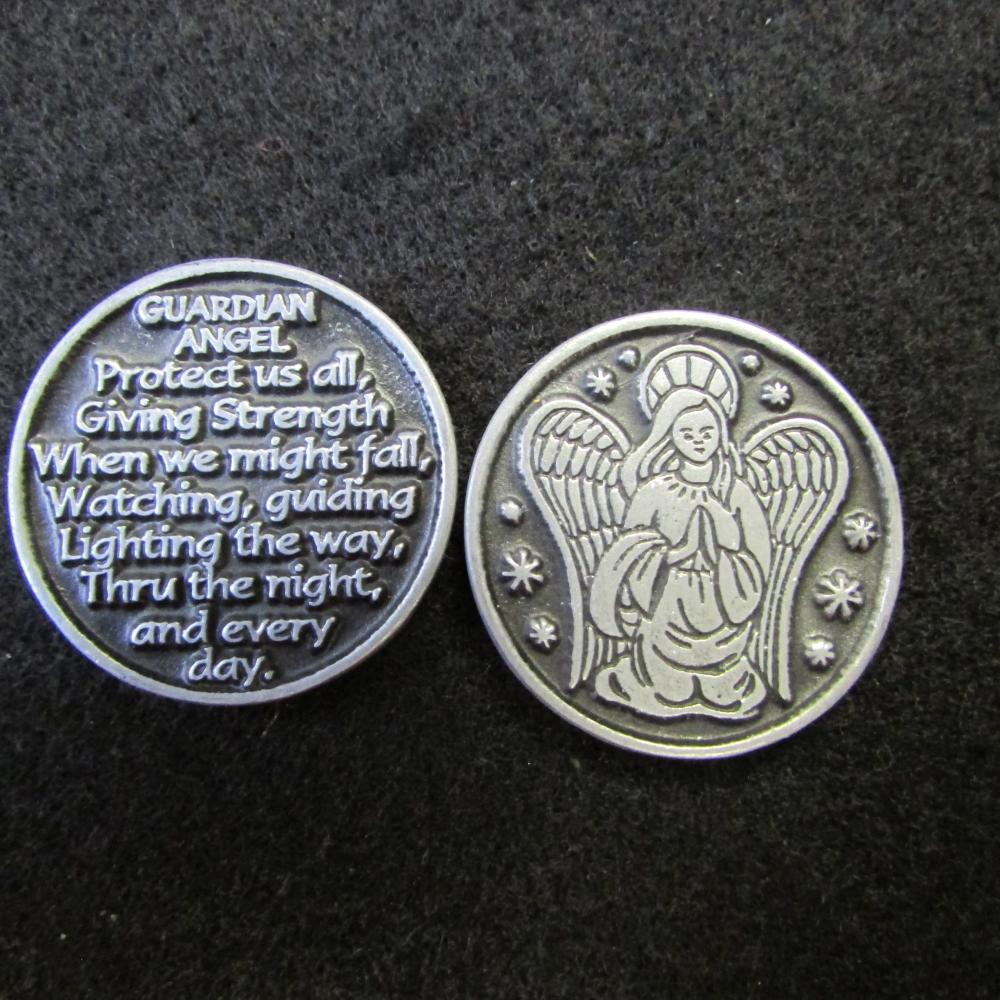 GUARDIAN
ANGEL
Protect us all,
Giving Strength
When we might fall,
Watching, guiding
Lighting the way,
Thru the night,
and every
day.